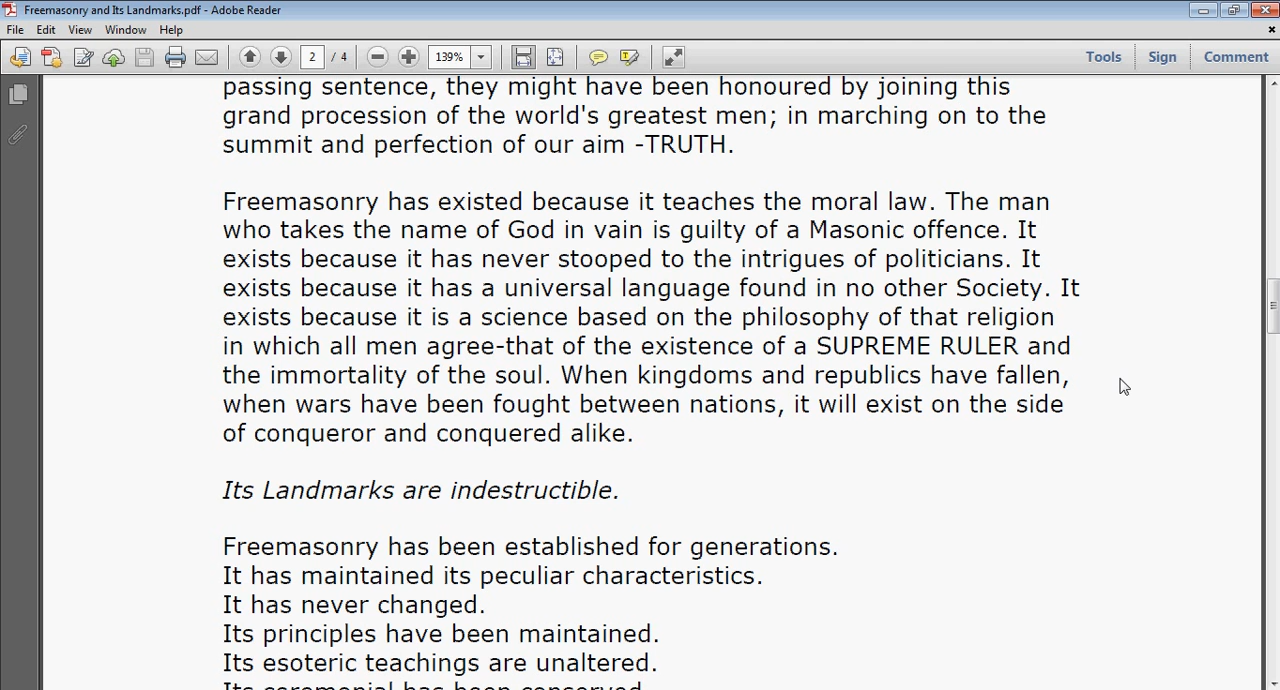 Freemasonry and Its Landmarks.pdf - Adobe Reader
File Edit View Window Help
2 / 4 139% Tools Sign Comment
passing sentence, they might have been honoured by joining this
grand procession of the world's greatest men; in marching on to the
summit and perfection of our aim -TRUTH.
Freemasonry has existed because it teaches the moral law. The man
who takes the name of God in vain is guilty of a Masonic offence. It
exists because it has never stooped to the intrigues of politicians. It
exists because it has a universal language found in no other Society. It
exists because it is a science based on the philosophy of that religion
in which all men agree-that of the existence of a SUPREME RULER and
the immortality of the soul. When kingdoms and republics have fallen,
when wars have been fought between nations, it will exist on the side
of conqueror and conquered alike.
Its Landmarks are indestructible.
Freemasonry has been established for generations.
It has maintained its peculiar characteristics.
It has never changed.
Its principles have been maintained.
Its esoteric teachings are unaltered.
Its ceremonial has been conserved